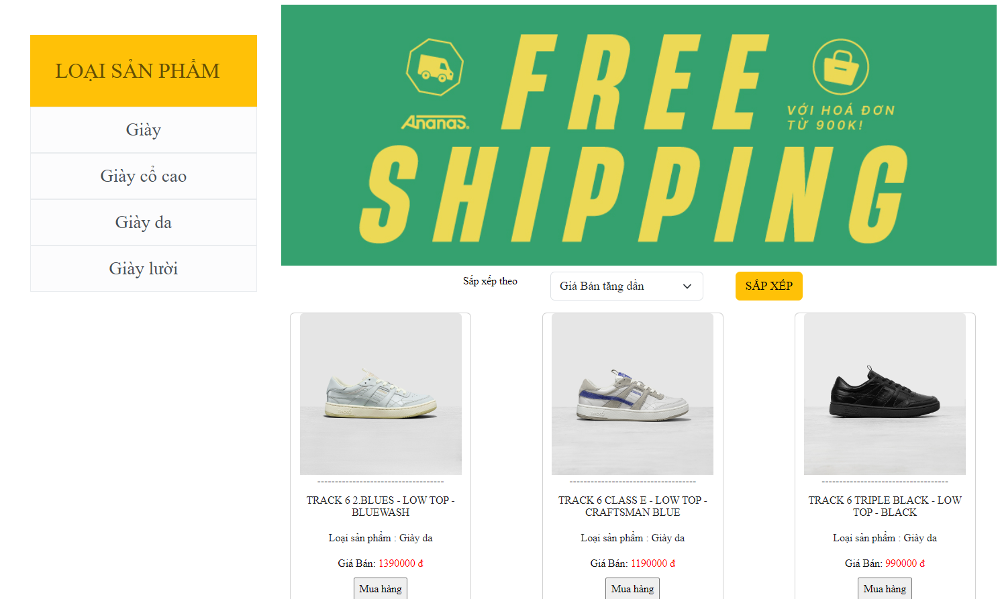 LOẠI SẢN PHẨM
Giày
Giày cổ cao
Giày da
Giày lười
FREE
Ananas.
VỚI HOÁ ĐƠN
TỪ 900K!
SHIPPING
Sắp xếp theo
Giá Bán tăng dần
SẮP XẾP
------------------------------------
TRACK 6 2.BLUES - LOW TOP -
BLUEWASH
Loại sản phẩm : Giày da
Giá Bán: 1390000 đ
Mua hàng
------------------------------------
TRACK 6 CLASS E - LOW TOP -
CRAFTSMAN BLUE
Loại sản phẩm : Giày da
Giá Bán: 1190000 đ
Mua hàng
------------------------------------
TRACK 6 TRIPLE BLACK - LOW
TOP - BLACK
Loại sản phẩm : Giày da
Giá Bán: 990000 đ
Mua hàng